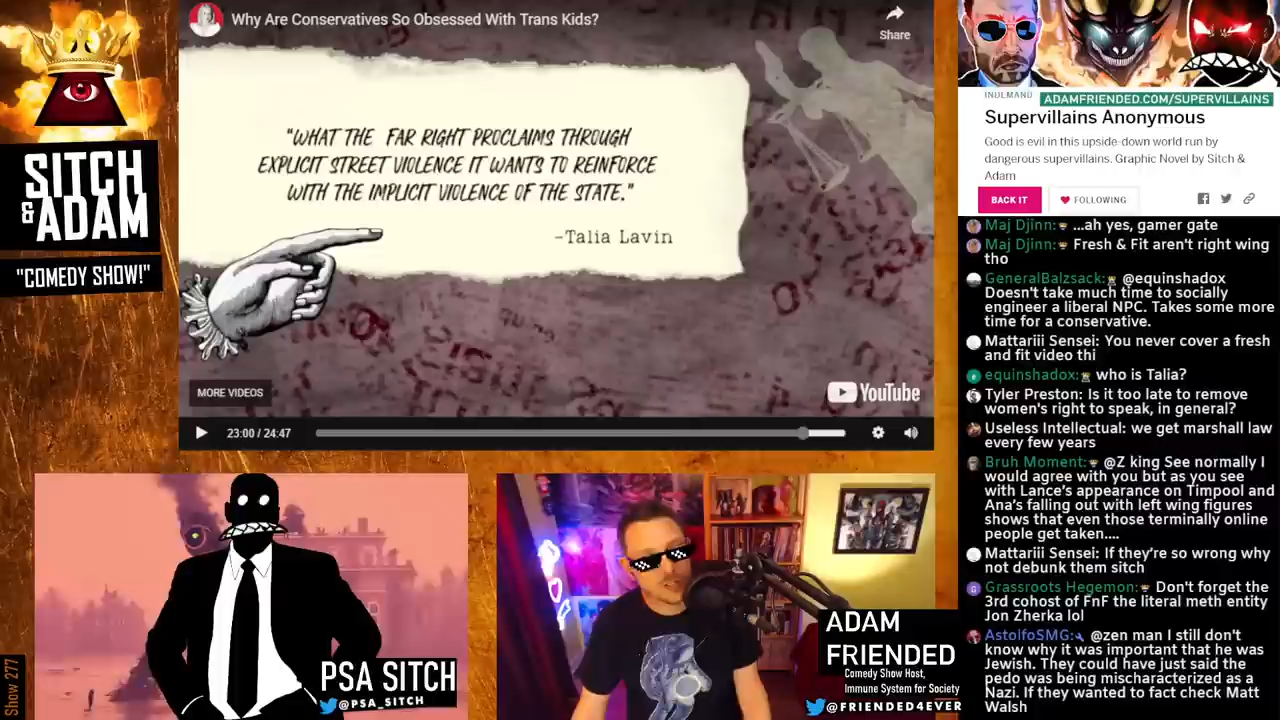 Why Are Conservatives So Obsessed With Trans Kids?
Share
"WHAT THE FAR RIGHT PROCLAIMS THROUGH
EXPLICIT STREET VIOLENCE IT WANTS TO REINFORCE
WITH THE IMPLICIT VIOLENCE OF THE STATE."
-Talia Lavin
MORE VIDEOS
YouTube
23:00 / 24:47
SITCH
& ADAM
"COMEDY SHOW!"
Show 277
PSA SITCH
@PSA_SITCH
ADAM
FRIENDED
Comedy Show Host,
Immune System for Society
@FRIENDED4EVER
INDEMAND
ADAMFRIENDED.COM/SUPERVILLAINS
Supervillains Anonymous
Good is evil in this upside-down world run by
dangerous supervillains. Graphic Novel by Sitch &
Adam
BACK IT
FOLLOWING
Maj Djinn: ...ah yes, gamer gate
Maj Djinn: Fresh & Fit aren't right wing
tho
GeneralBalzsack: @equinshadox
Doesn't take much time to socially
engineer a liberal NPC. Takes some more
time for a conservative.
Mattariii Sensei: You never cover a fresh
and fit video thi
equinshadox: who is Talia?
Tyler Preston: Is it too late to remove
women's right to speak, in general?
Useless Intellectual: we get marshall law
every few years
Bruh Moment: @Z king See normally I
would agree with you but as you see
with Lance's appearance on Timpool and
Ana's falling out with left wing figures
shows that even those terminally online
people get taken....
Mattariii Sensei: If they're so wrong why
not debunk them sitch
Grassroots Hegemon: Don't forget the
3rd cohost of FnF the literal meth entity
Jon Zherka lol
AstolfoSMG: @zen man I still don't
know why it was important that he was
Jewish. They could have just said the
pedo was being mischaracterized as a
Nazi. If they wanted to fact check Matt
Walsh